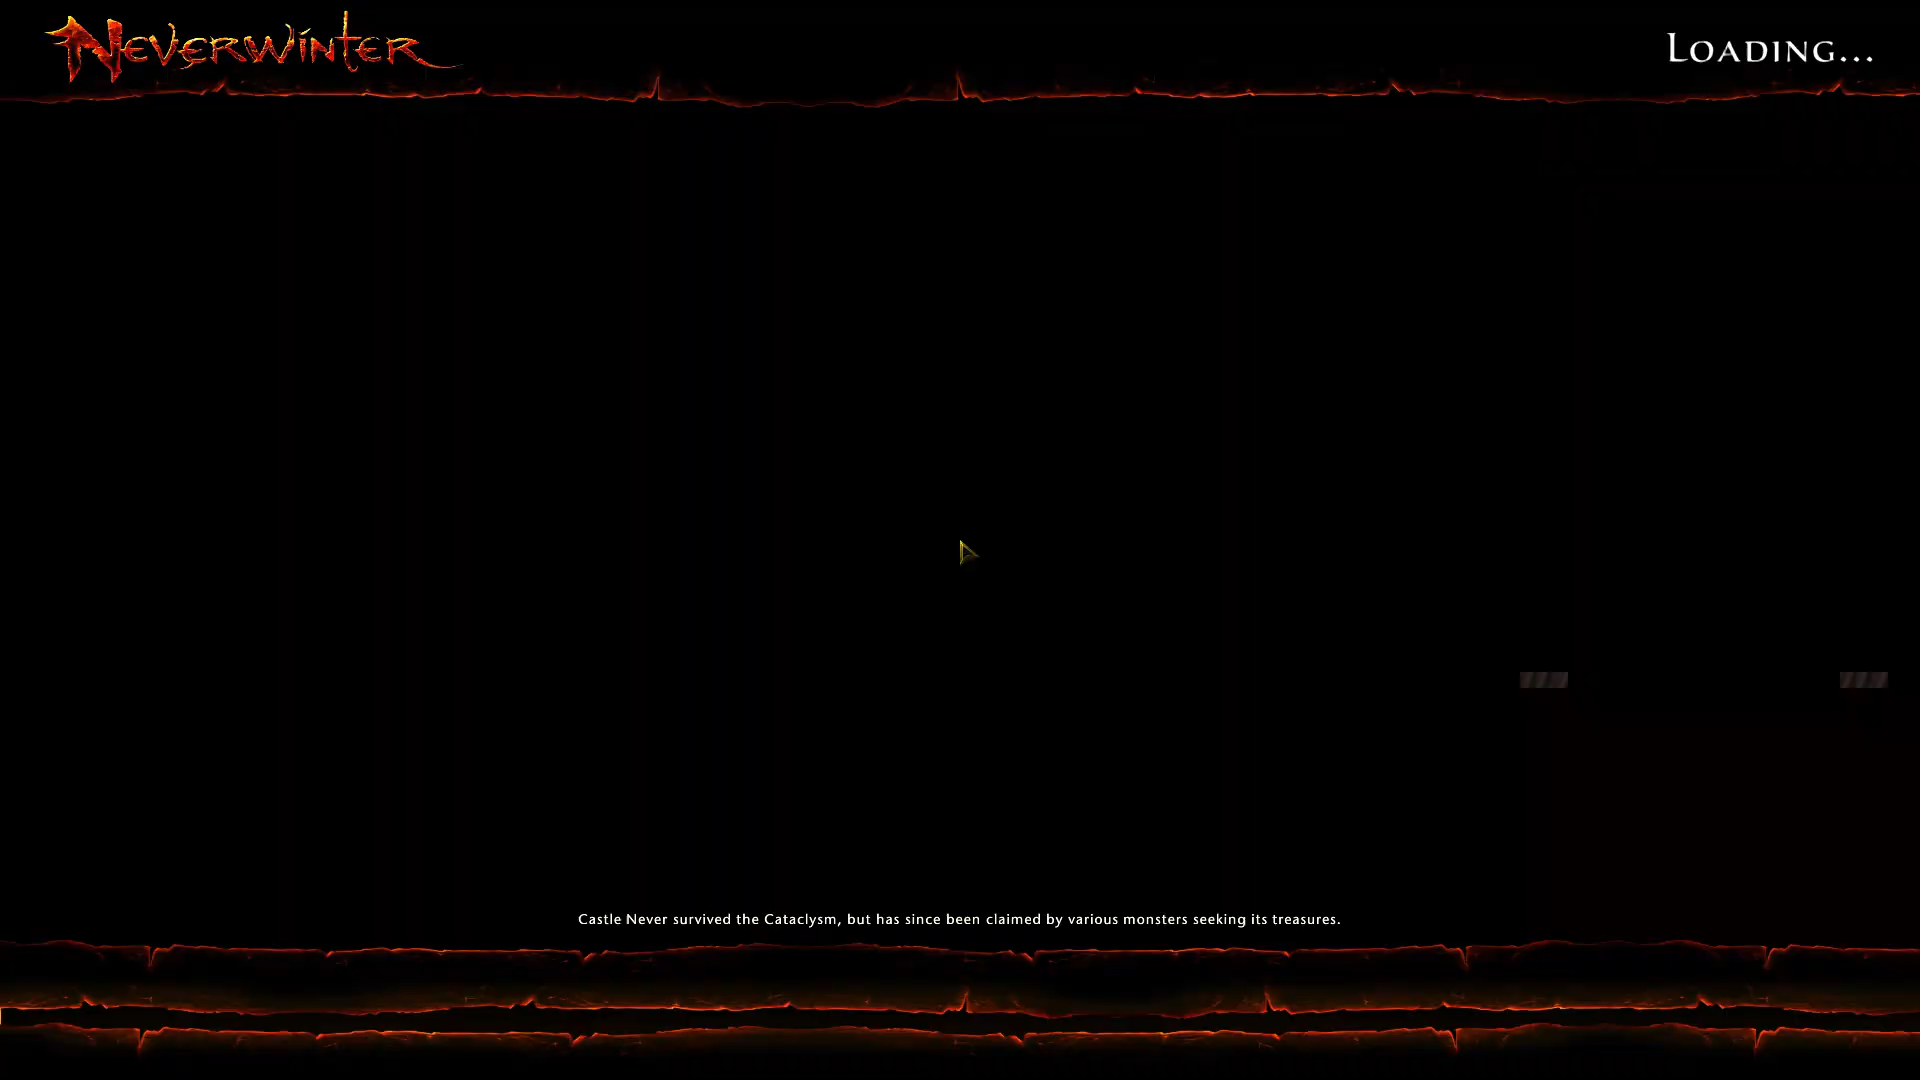 NEVERWINTER
LOADING...
Castle Never survived the Cataclysm, but has since been claimed by various monsters seeking its treasures.